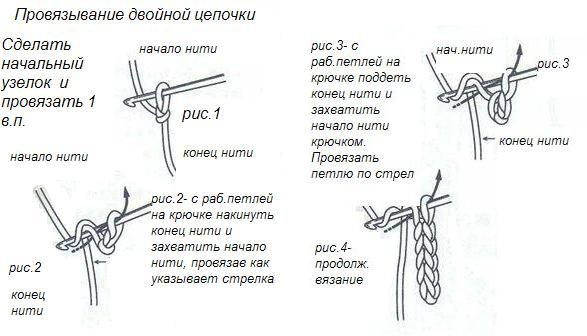 Провязывание двойной цепочки
Сделать
начальный
узелок и
провязать 1
в.п.
начало нити
рис.1
начало нити
конец нити
рис.3- с
раб.петлей на
крючке поддеть
конец нити и
захватить
начало нити
крючком.
Провязать
петлю по стрел
нач.нити
рис.3
конец нити
рис.2- с раб.петлей
на крючке накинуть
конец нити и
захватить начало
нити, провязав как
указывает стрелка
рис.2
конец
нити
рис.4-
продолж.
вязание